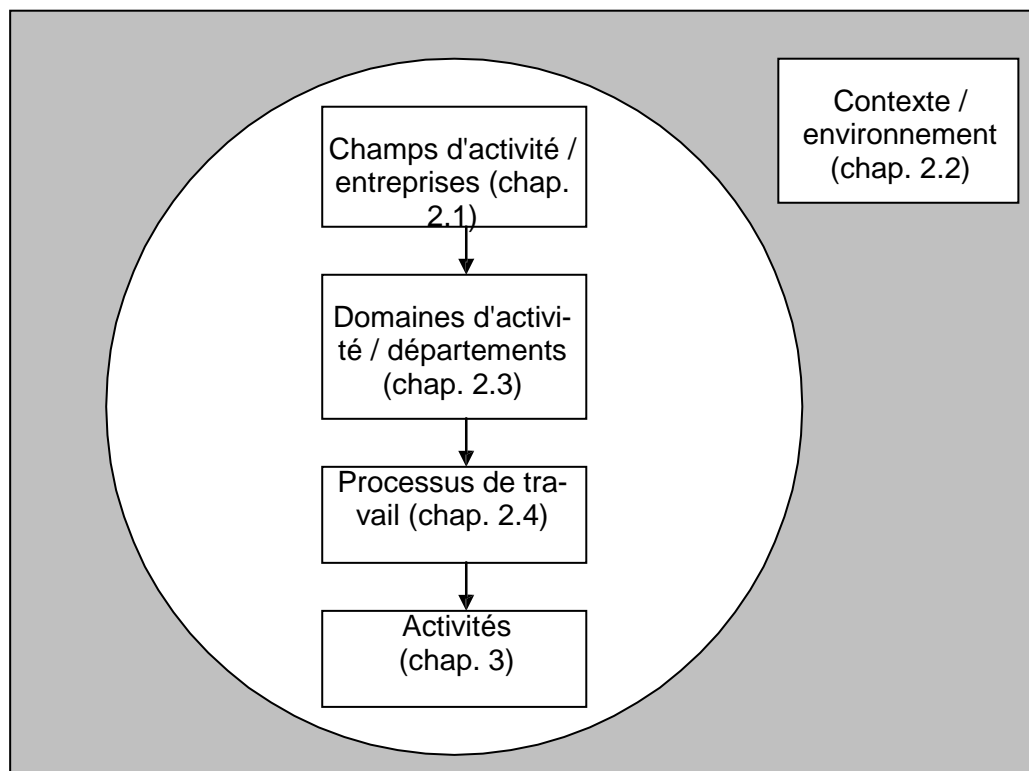 Champs d'activité /
entreprises (chap.
2.1)
Contexte /
environnement
(chap. 2.2)
Domaines d'activi-
té / départements
(chap. 2.3)
Processus de tra-
vail (chap. 2.4)
Activités
(chap. 3)